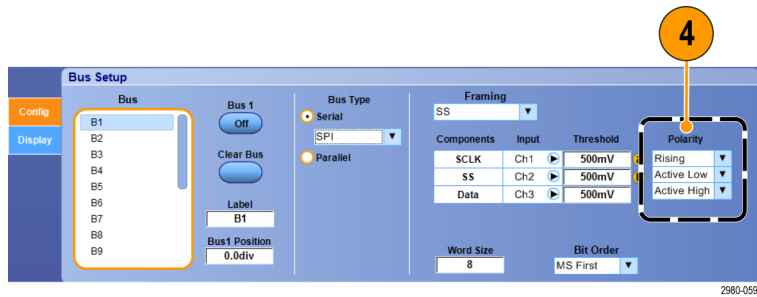 4
Bus Setup
Config
Display
Bus
B1
B2
B3
B4
B5
B6
B7
B8
B9
Bus 1
Off
Clear Bus
Label
B1
Bus1 Position
0.0div
Bus Type
Serial
SPI
Parallel
Framing
SS
Components Input Threshold Polarity
SCLK Ch1 500mV Rising
SS Ch2 500mV Active Low
Data Ch3 500mV Active High
Word Size
8
Bit Order
MS First
2980-059